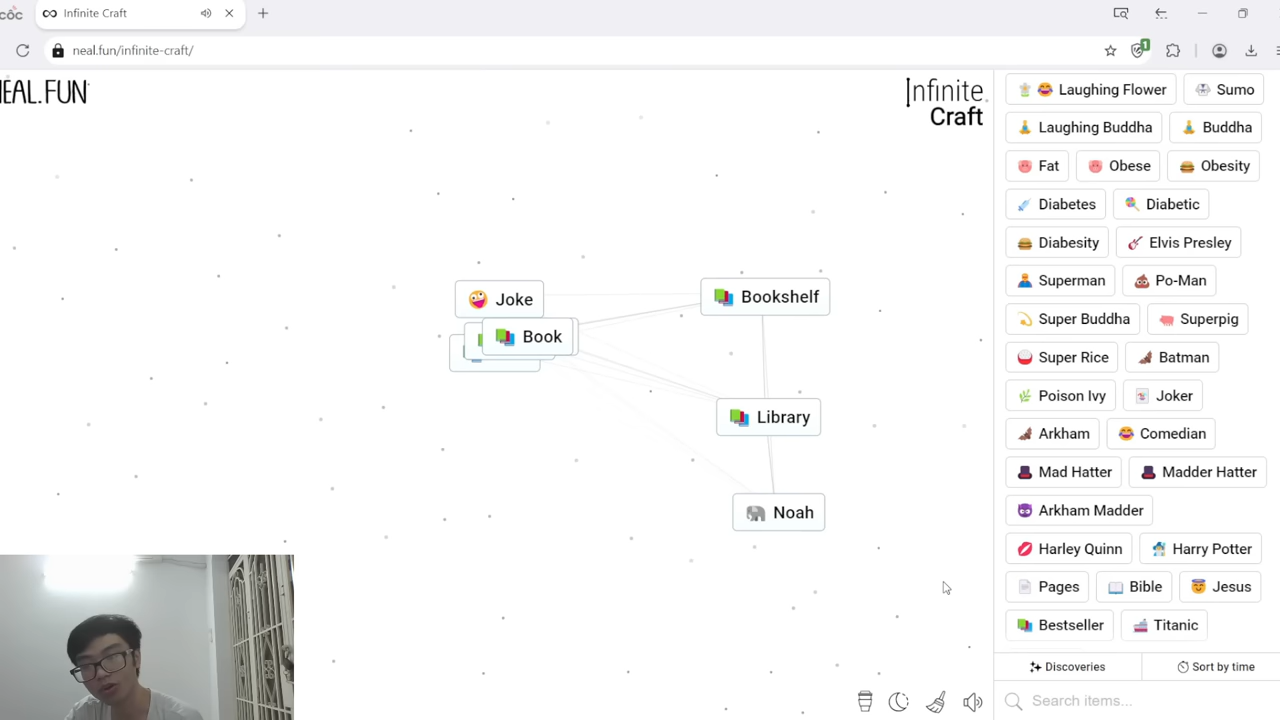 côc
Infinite Craft
neal.fun/infinite-craft/
1
NEAL.FUN
Infinite
Craft
Joke
Book
Bookshelf
Library
Noah
Laughing Flower
Sumo
Laughing Buddha
Buddha
Fat
Obese
Obesity
Diabetes
Diabetic
Diabesity
Elvis Presley
Superman
Po-Man
Super Buddha
Superpig
Super Rice
Batman
Poison Ivy
Joker
Arkham
Comedian
Mad Hatter
Madder Hatter
Arkham Madder
Harley Quinn
Harry Potter
Pages
Bible
Jesus
Bestseller
Titanic
Discoveries
Sort by time
Search items...